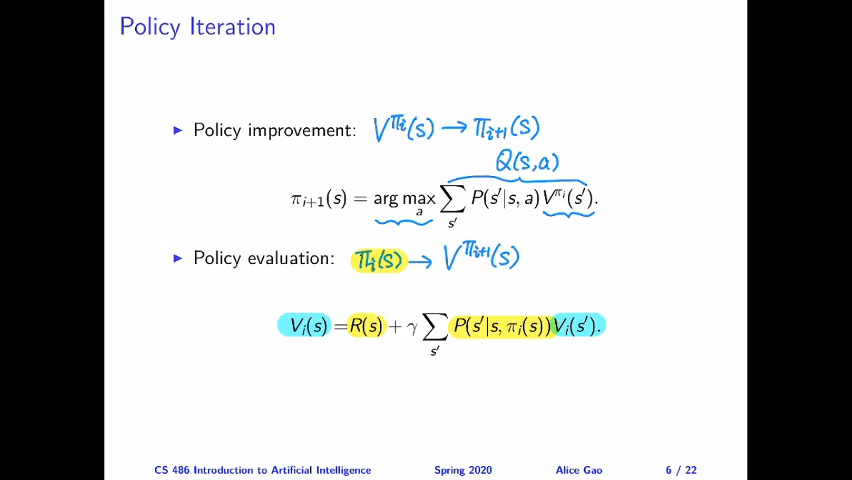 Policy Iteration
▶ Policy improvement: V^{π_i}(s) → π_{i+1}(s)
Q(s,a)
π_{i+1}(s) = arg max_a ∑_{s'} P(s'|s, a) V^{π_i}(s').
▶ Policy evaluation: π_i(s) → V^{π_{i+1}}(s)
V_i(s) = R(s) + γ ∑_{s'} P(s'|s, π_i(s)) V_i(s').
CS 486 Introduction to Artificial Intelligence Spring 2020 Alice Gao 6 / 22